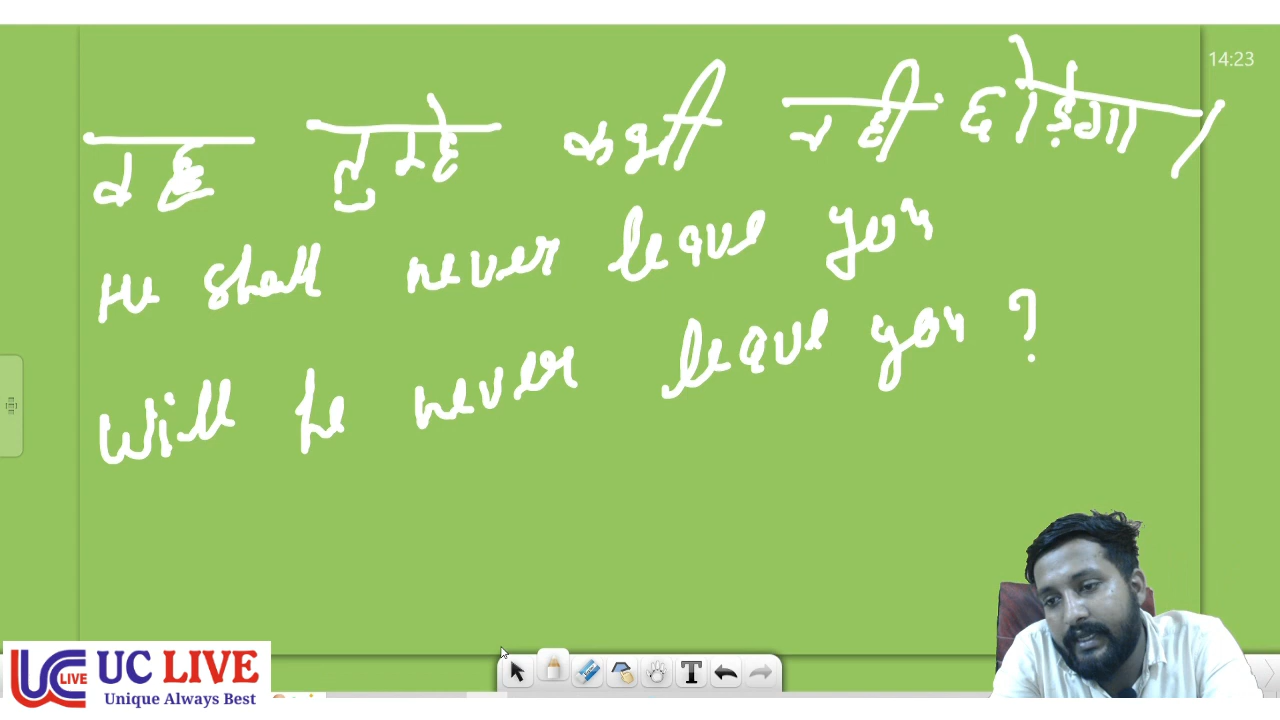 14:23
वह तुम्हे कभी नहीं छोड़ेगा।
He shall never leave you
Will he never leave you ?
UC LIVE
LIVE
Unique Always Best
T